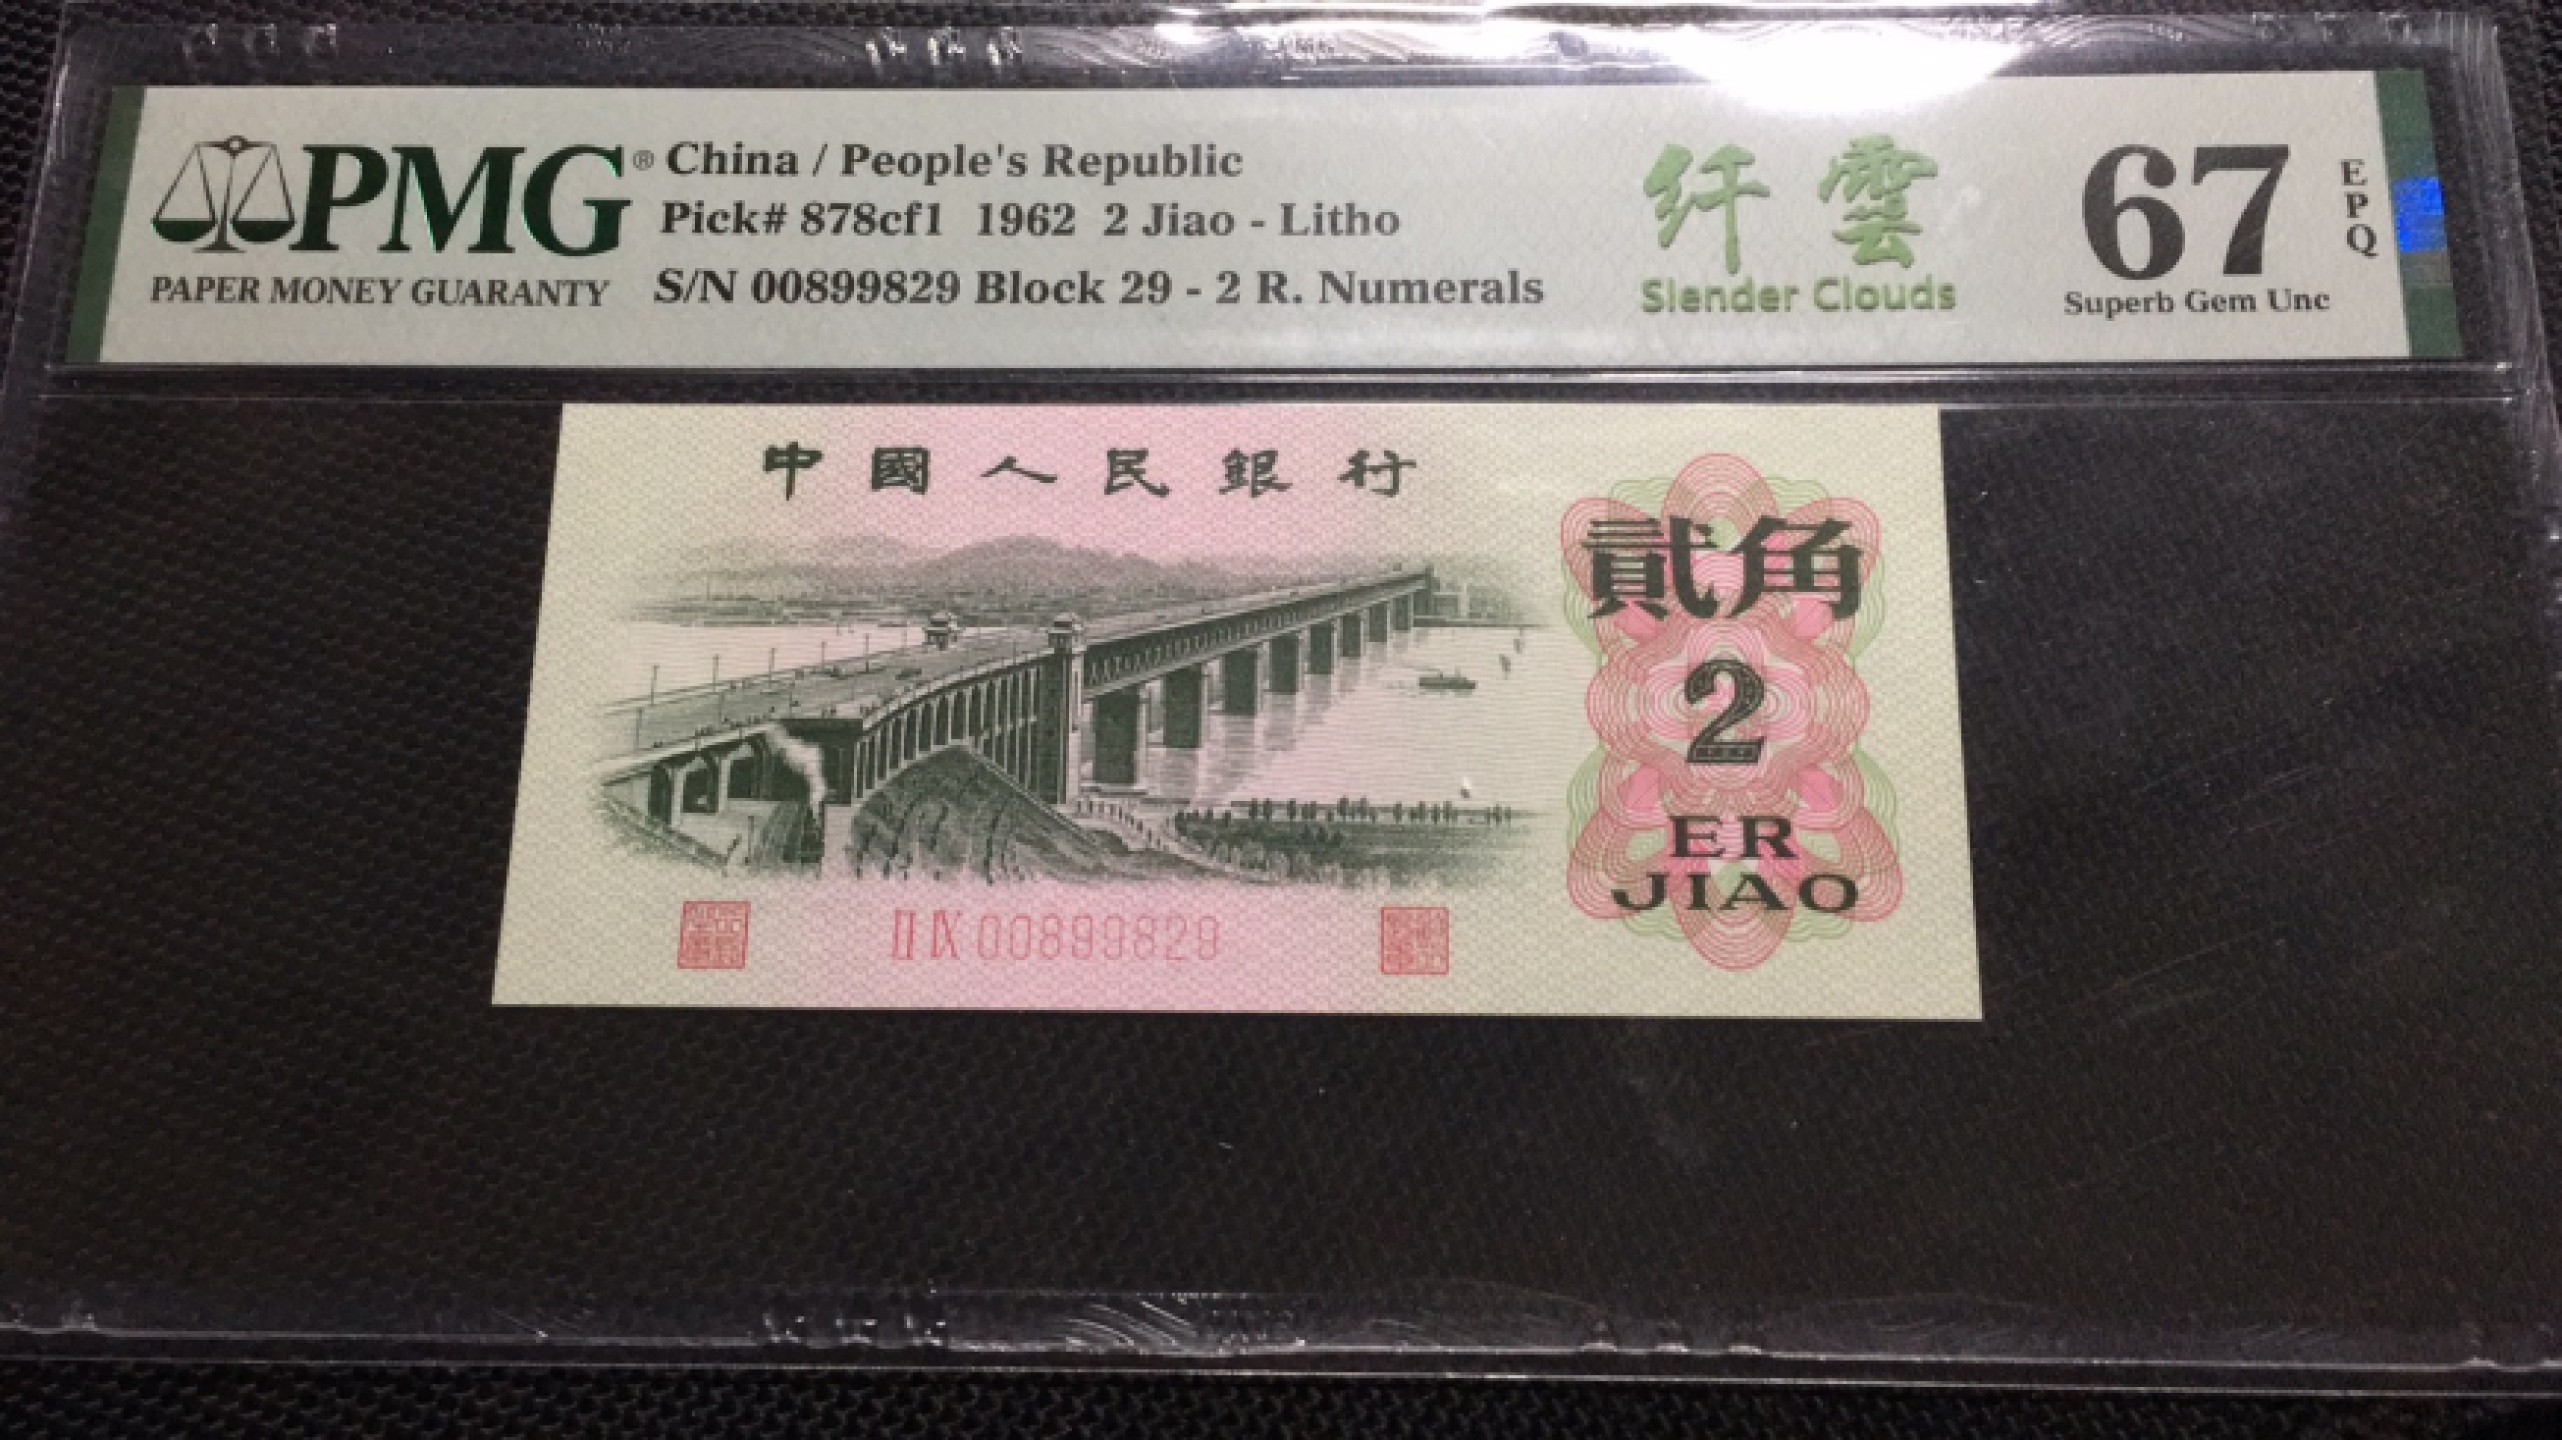 PMG®
PAPER MONEY GUARANTY
China / People's Republic
Pick# 878cf1 1962 2 Jiao - Litho
S/N 00899829 Block 29 - 2 R. Numerals
纤雲
Slender Clouds
67
EPQ
Superb Gem Unc
中國人民銀行
貳角
2
ER
JIAO
II IX 00899829